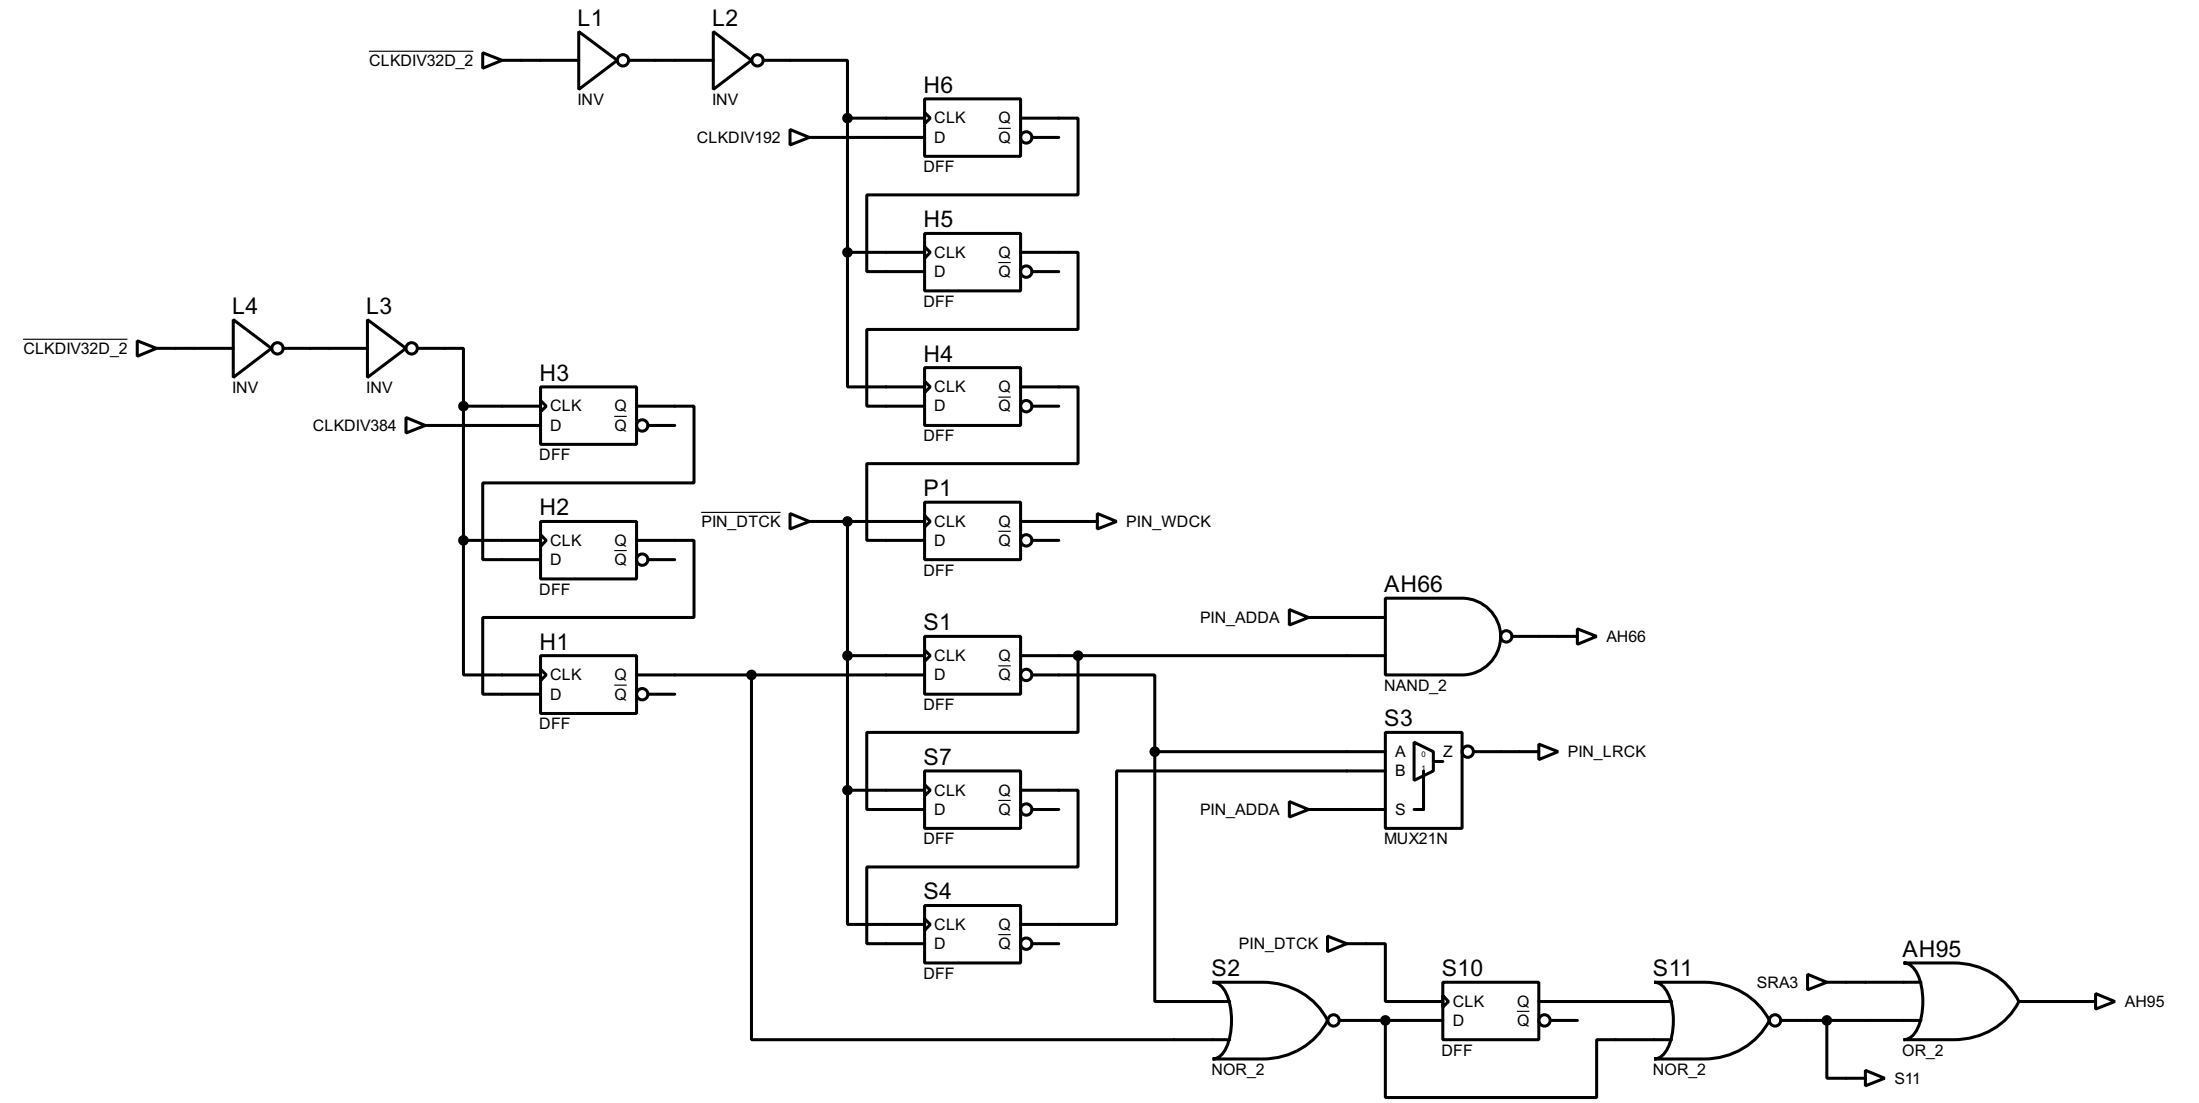 L1
L2
CLKDIV32D_2
INV
INV
H6
CLK Q
CLKDIV192
D Q
DFF
H5
CLK Q
D Q
DFF
L4
L3
CLKDIV32D_2
INV
INV
H4
CLK Q
D Q
DFF
H3
CLK Q
CLKDIV384
D Q
DFF
P1
PIN_DTCK
CLK Q
PIN_WDCK
D Q
DFF
H2
CLK Q
D Q
DFF
AH66
PIN_ADDA
AH66
NAND_2
S1
CLK Q
D Q
DFF
H1
CLK Q
D Q
DFF
S3
A 0 Z
PIN_LRCK
B 1
PIN_ADDA
S
MUX21N
S7
CLK Q
D Q
DFF
S4
CLK Q
D Q
DFF
PIN_DTCK
S2
NOR_2
S10
CLK Q
D Q
DFF
S11
NOR_2
AH95
SRA3
AH95
OR_2
S11